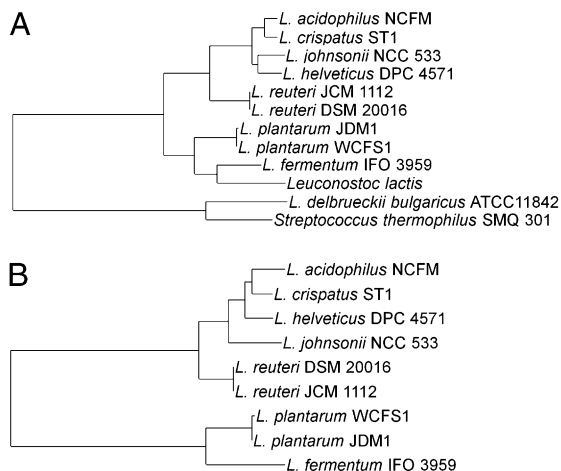 A
L. acidophilus NCFM
L. crispatus ST1
L. johnsonii NCC 533
L. helveticus DPC 4571
L. reuteri JCM 1112
L. reuteri DSM 20016
L. plantarum JDM1
L. plantarum WCFS1
L. fermentum IFO 3959
Leuconostoc lactis
L. delbrueckii bulgaricus ATCC11842
Streptococcus thermophilus SMQ 301
B
L. acidophilus NCFM
L. crispatus ST1
L. helveticus DPC 4571
L. johnsonii NCC 533
L. reuteri DSM 20016
L. reuteri JCM 1112
L. plantarum WCFS1
L. plantarum JDM1
L. fermentum IFO 3959